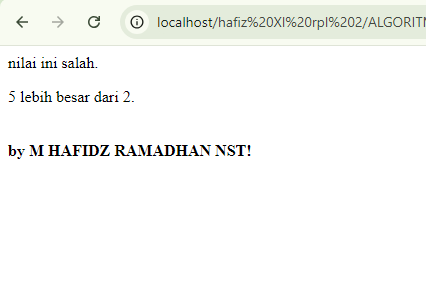 localhost/hafiz%20XI%20rpl%202/ALGORITM
nilai ini salah.
5 lebih besar dari 2.
by M HAFIDZ RAMADHAN NST!